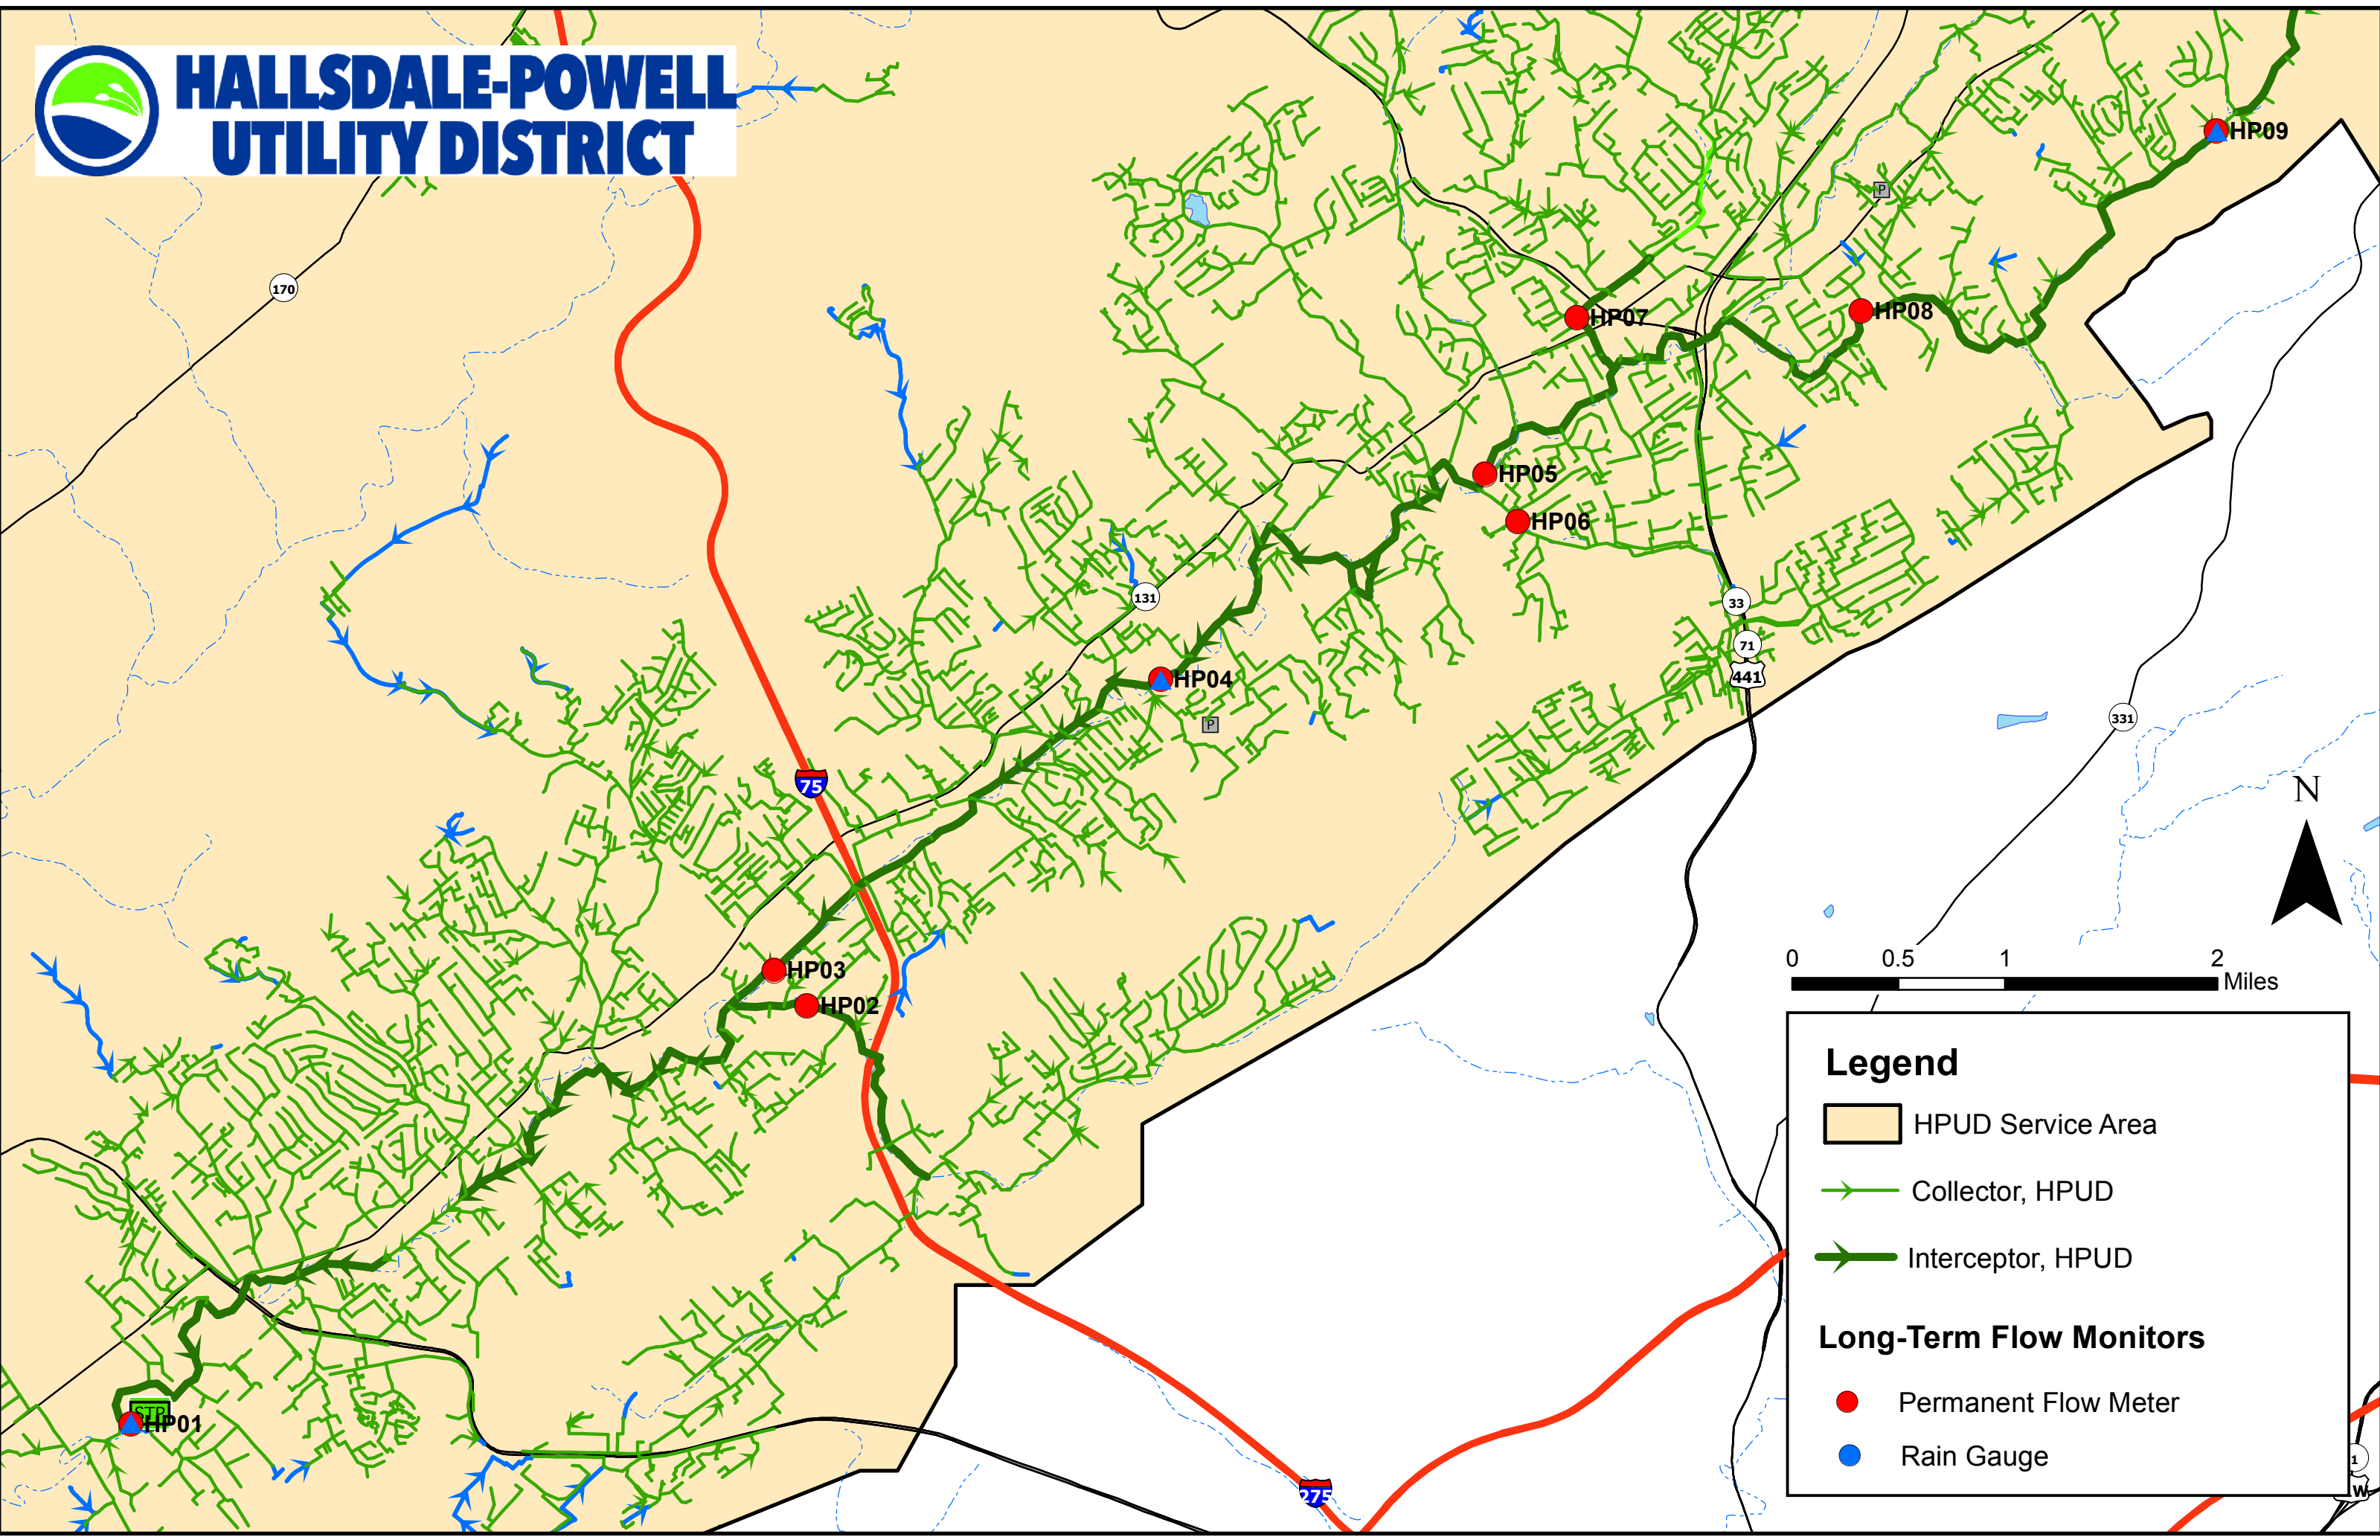 HALLSDALE-POWELL
UTILITY DISTRICT
HP09
P
170
HP08
HP07
HP05
HP06
131
33
71
441
HP04
P
331
75
N
0 0.5 1 2
Miles
HP03
HP02
Legend
HPUD Service Area
Collector, HPUD
Interceptor, HPUD
Long-Term Flow Monitors
Permanent Flow Meter
Rain Gauge
STP
HP01
275
1
W